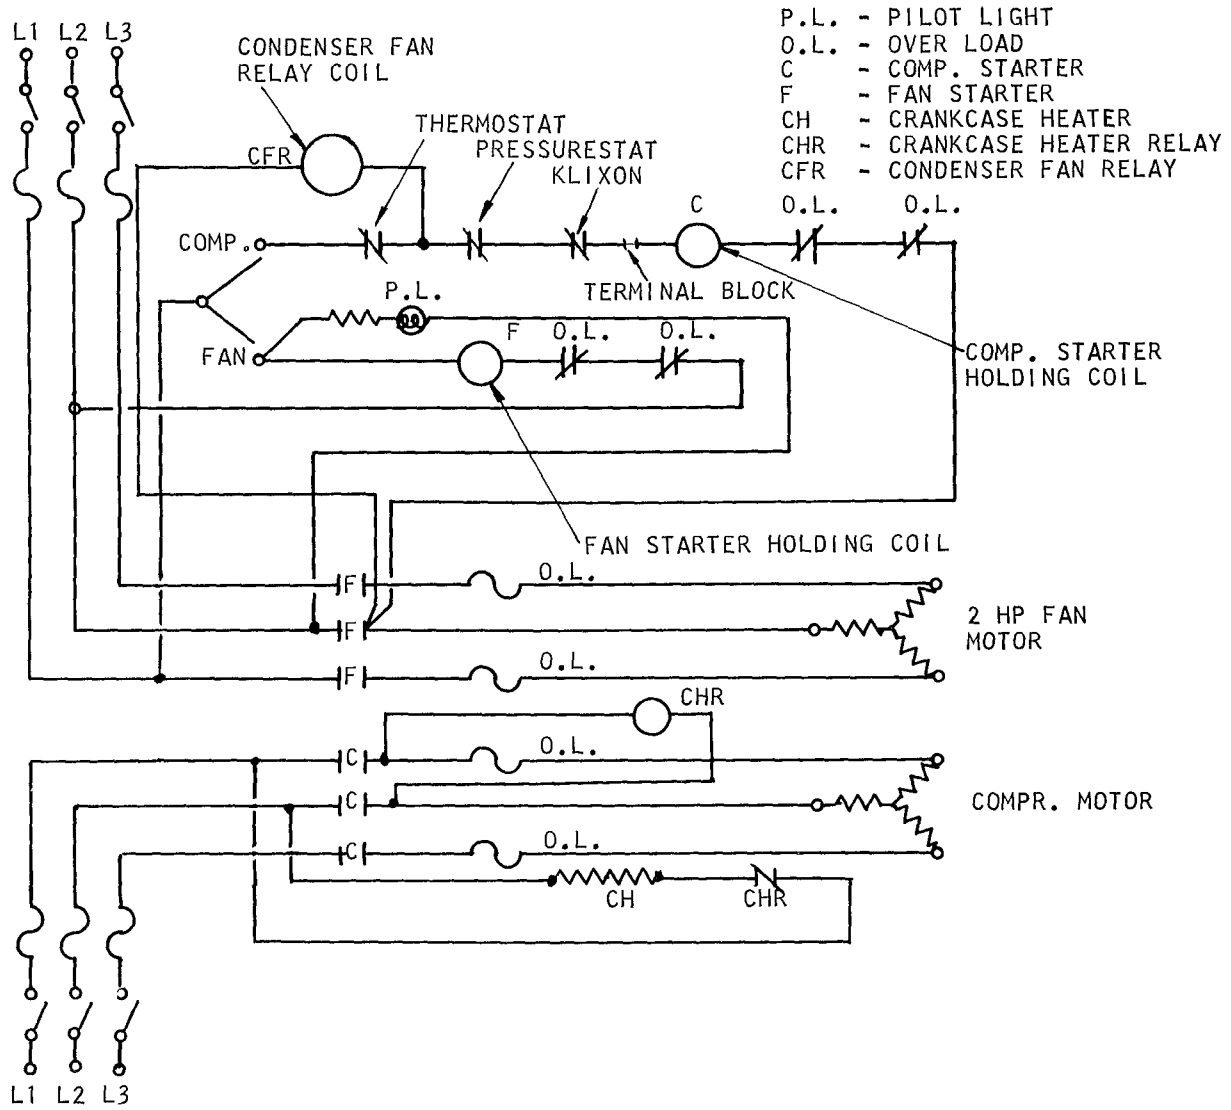 L1 L2 L3
CONDENSER FAN
RELAY COIL
P.L. - PILOT LIGHT
O.L. - OVER LOAD
C - COMP. STARTER
F - FAN STARTER
CH - CRANKCASE HEATER
CHR - CRANKCASE HEATER RELAY
CFR - CONDENSER FAN RELAY
THERMOSTAT
PRESSURESTAT
KLIXON
CFR
C
O.L.
O.L.
COMP.
TERMINAL BLOCK
P.L.
F
O.L.
O.L.
FAN
COMP. STARTER
HOLDING COIL
FAN STARTER HOLDING COIL
F
O.L.
F
2 HP FAN
MOTOR
F
O.L.
CHR
C
O.L.
C
COMPR. MOTOR
C
O.L.
CH
CHR
L1 L2 L3